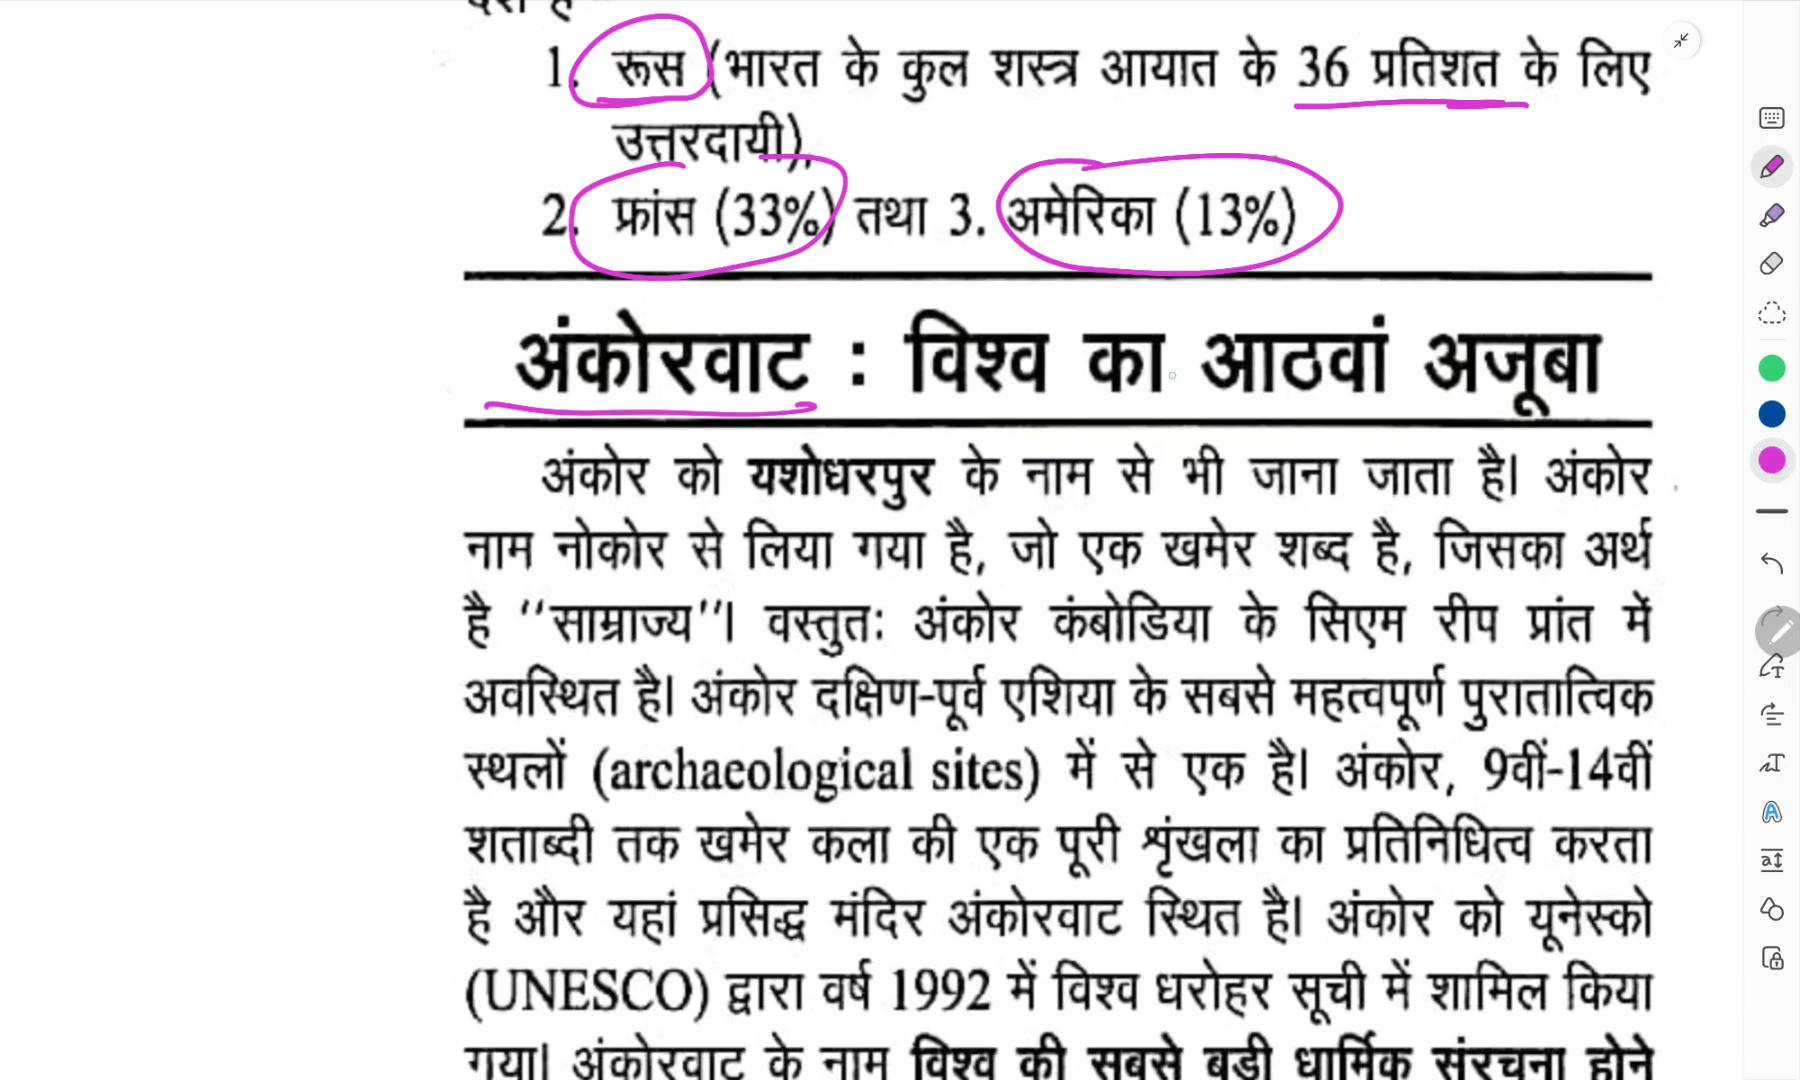 1. रूस (भारत के कुल शस्त्र आयात के 36 प्रतिशत के लिए
उत्तरदायी),
2. फ्रांस (33%) तथा 3. अमेरिका (13%)
अंकोरवाट : विश्व का आठवां अजूबा
अंकोर को यशोधरपुर के नाम से भी जाना जाता है। अंकोर
नाम नोकोर से लिया गया है, जो एक खमेर शब्द है, जिसका अर्थ
है ''साम्राज्य''। वस्तुतः अंकोर कंबोडिया के सिएम रीप प्रांत में
अवस्थित है। अंकोर दक्षिण-पूर्व एशिया के सबसे महत्वपूर्ण पुरातात्विक
स्थलों (archaeological sites) में से एक है। अंकोर, 9वीं-14वीं
शताब्दी तक खमेर कला की एक पूरी शृंखला का प्रतिनिधित्व करता
है और यहां प्रसिद्ध मंदिर अंकोरवाट स्थित है। अंकोर को यूनेस्को
(UNESCO) द्वारा वर्ष 1992 में विश्व धरोहर सूची में शामिल किया
गया। अंकोरवाट के नाम विश्व की सबसे बड़ी धार्मिक संरचना होने